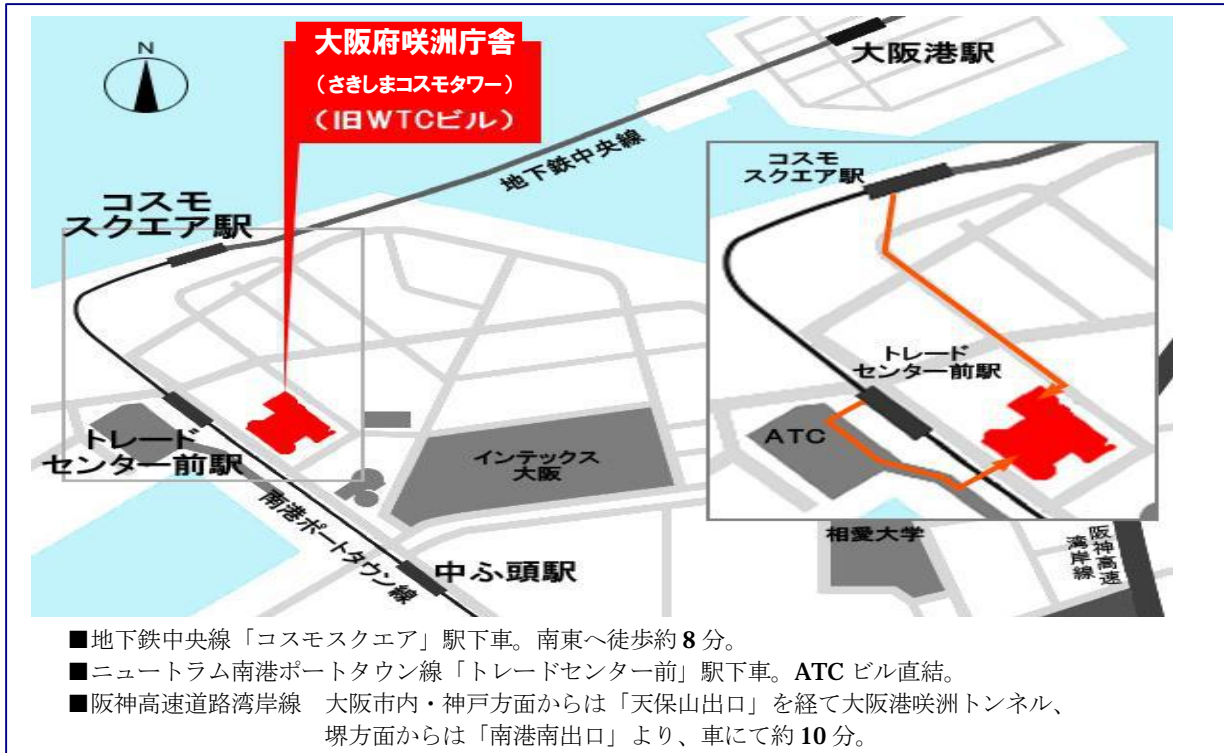 N
大阪府咲洲庁舎
（さきしまコスモタワー）
（旧WTCビル）
大阪港駅
地下鉄中央線
コスモ
スクエア駅
コスモ
スクエア駅
トレード
センター前駅
ATC
トレード
センター前駅
インテックス
大阪
南港ポートタウン線
中ふ頭駅
相愛大学
阪神高速
湾岸線
■地下鉄中央線「コスモスクエア」駅下車。南東へ徒歩約 8 分。
■ニュートラム南港ポートタウン線「トレードセンター前」駅下車。ATC ビル直結。
■阪神高速道路湾岸線　大阪市内・神戸方面からは「天保山出口」を経て大阪港咲洲トンネル、
堺方面からは「南港南出口」より、車にて約 10 分。